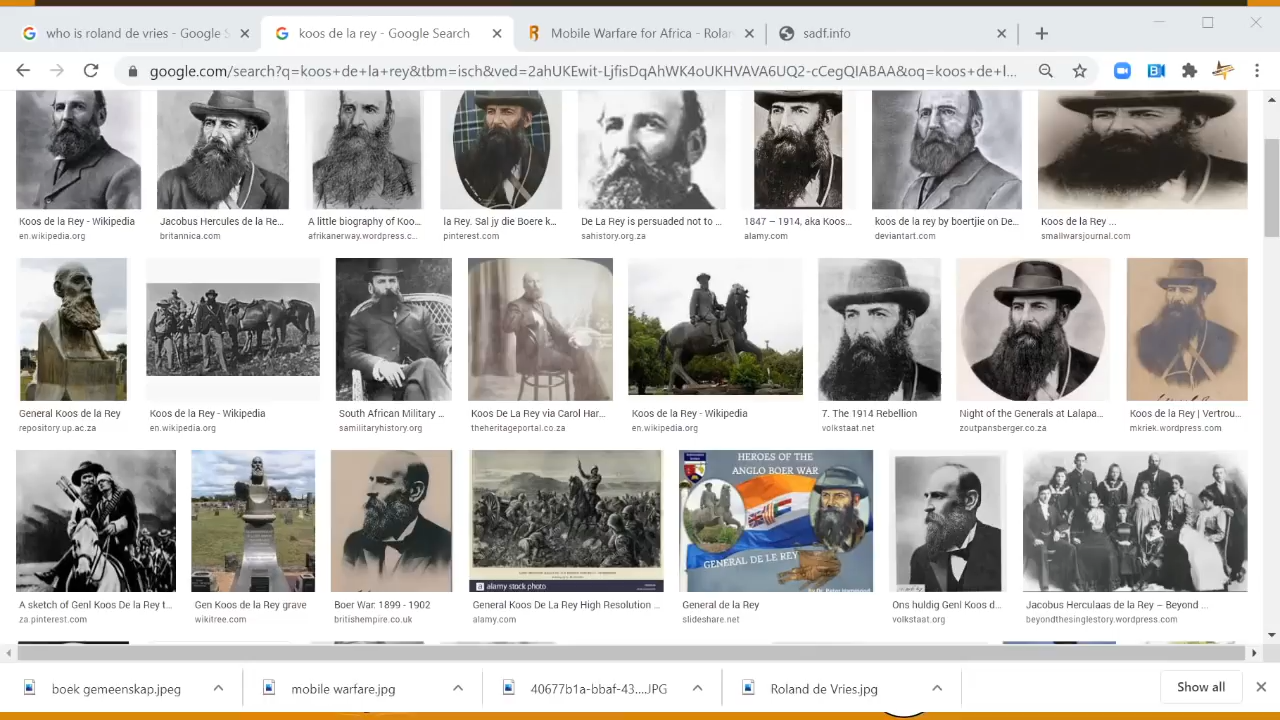 who is roland de vries - Google S
koos de la rey - Google Search
Mobile Warfare for Africa - Rolan
sadf.info
google.com/search?q=koos+de+la+rey&tbm=isch&ved=2ahUKEwit-LjfisDqAhWK4oUKHVAVA6UQ2-cCegQIABAA&oq=koos+de+l...
Koos de la Rey - Wikipedia
en.wikipedia.org
Jacobus Hercules de la Re...
britannica.com
A little biography of Koo...
afrikanerway.wordpress.c...
la Rey. Sal jy die Boere k...
pinterest.com
De La Rey is persuaded not to ...
sahistory.org.za
1847 – 1914, aka Koos...
alamy.com
koos de la rey by boertjie on De...
deviantart.com
Koos de la Rey ...
smallwarsjournal.com
General Koos de la Rey
repository.up.ac.za
Koos de la Rey - Wikipedia
en.wikipedia.org
South African Military ...
samilitaryhistory.org
Koos De La Rey via Carol Har...
theheritageportal.co.za
Koos de la Rey - Wikipedia
en.wikipedia.org
7. The 1914 Rebellion
volkstaat.net
Night of the Generals at Lalapa...
zoutpansberger.co.za
Koos de la Rey | Vertrou...
mkriek.wordpress.com
HEROES OF THE
ANGLO BOER WAR
GENERAL DE LE REY
alamy stock photo
A sketch of Genl Koos De la Rey t...
za.pinterest.com
Gen Koos de la Rey grave
wikitree.com
Boer War: 1899 - 1902
britishempire.co.uk
General Koos De La Rey High Resolution ...
alamy.com
General de la Rey
slideshare.net
Ons huldig Genl Koos d...
volkstaat.org
Jacobus Herculaas de la Rey – Beyond ...
beyondthesinglestory.wordpress.com
boek gemeenskap.jpeg
mobile warfare.jpg
40677b1a-bbaf-43....JPG
Roland de Vries.jpg
Show all